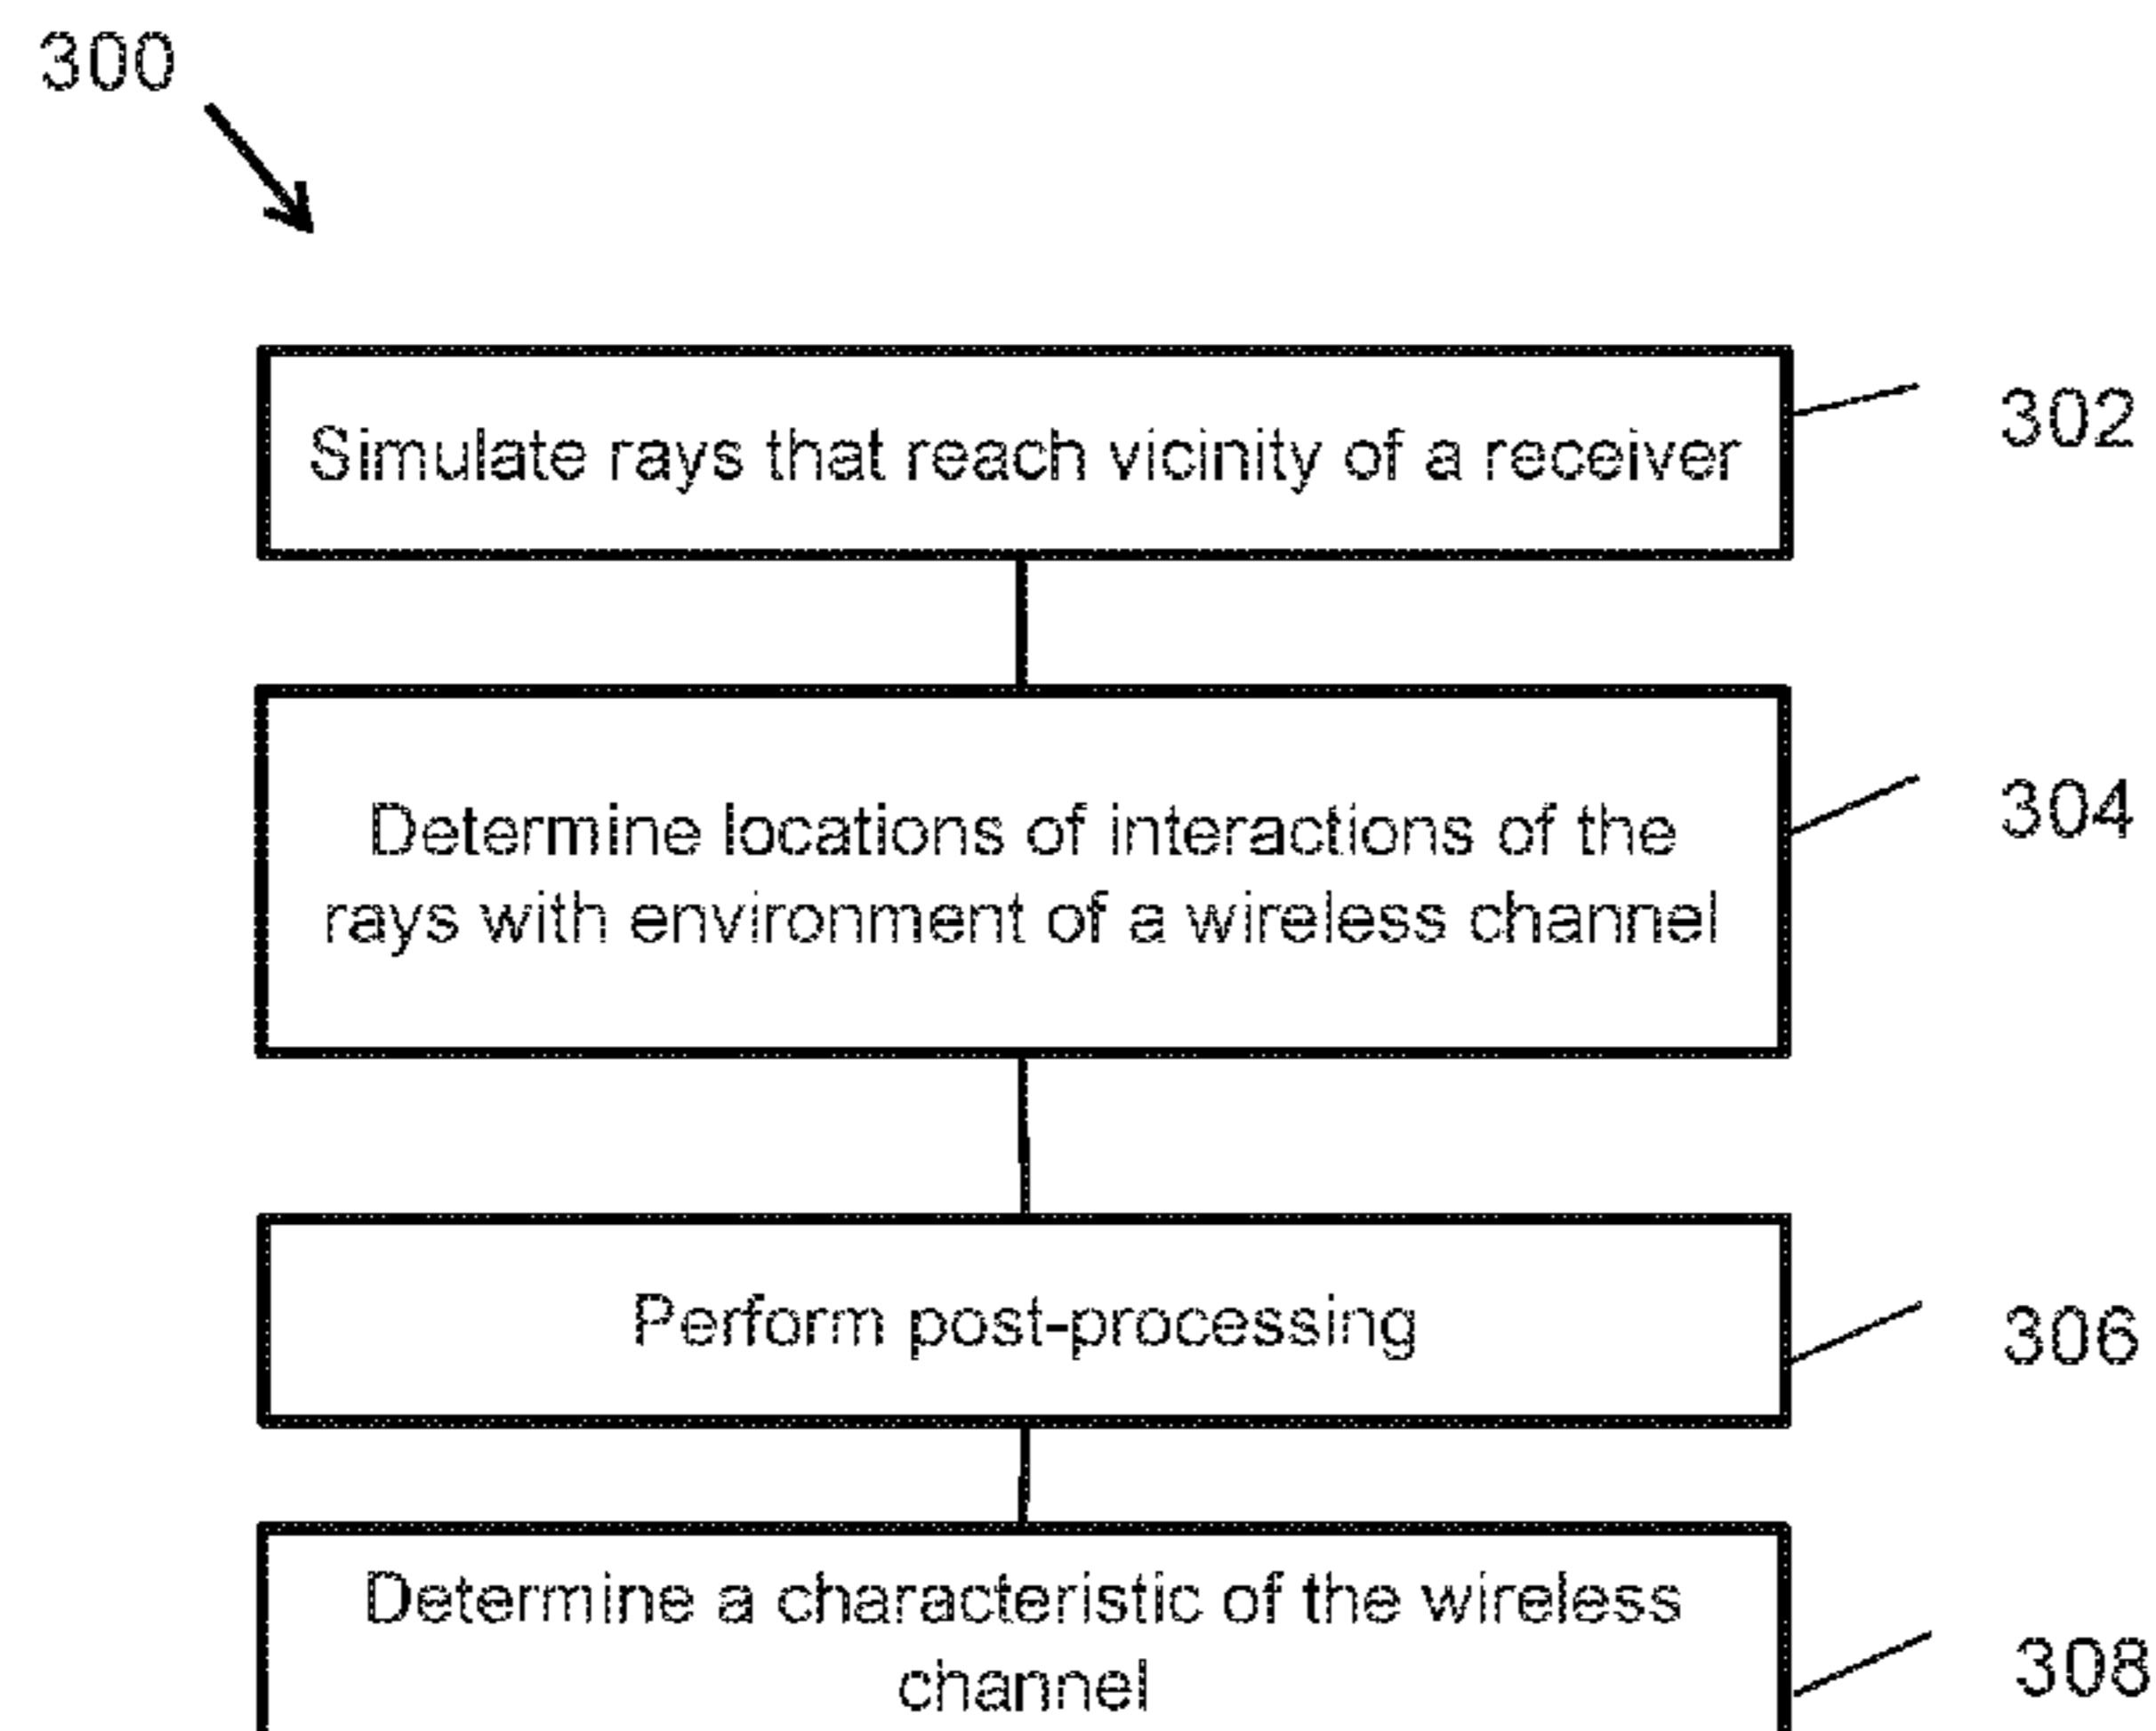 300
Simulate rays that reach vicinity of a receiver
302
Determine locations of interactions of the
rays with environment of a wireless channel
304
Perform post-processing
306
Determine a characteristic of the wireless
channel
308